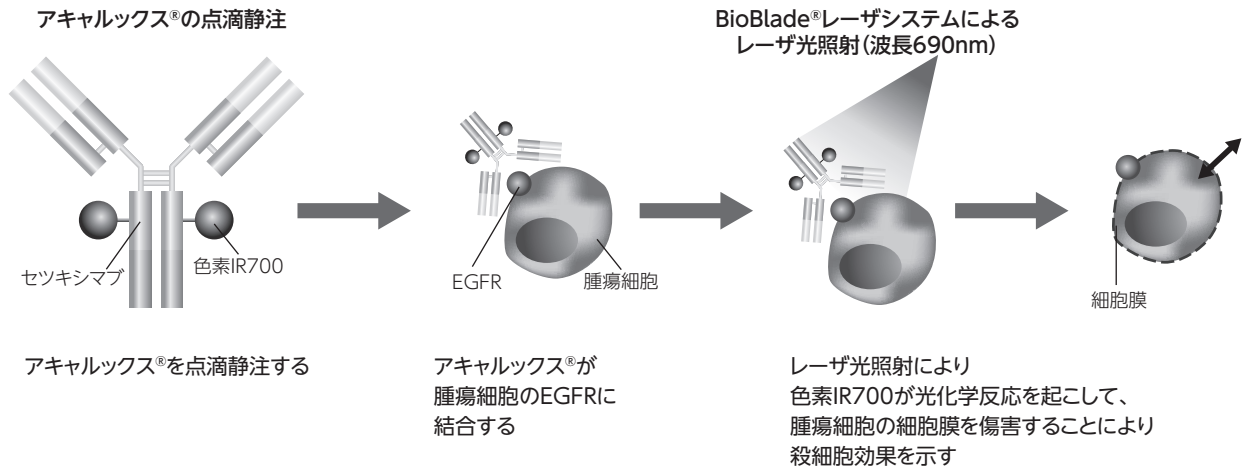 アキャルックス®の点滴静注
BioBlade®レーザシステムによる
レーザ光照射(波長690nm)
セツキシマブ
色素IR700
EGFR
腫瘍細胞
細胞膜
アキャルックス®を点滴静注する
アキャルックス®が
腫瘍細胞のEGFRに
結合する
レーザ光照射により
色素IR700が光化学反応を起こして、
腫瘍細胞の細胞膜を傷害することにより
殺細胞効果を示す